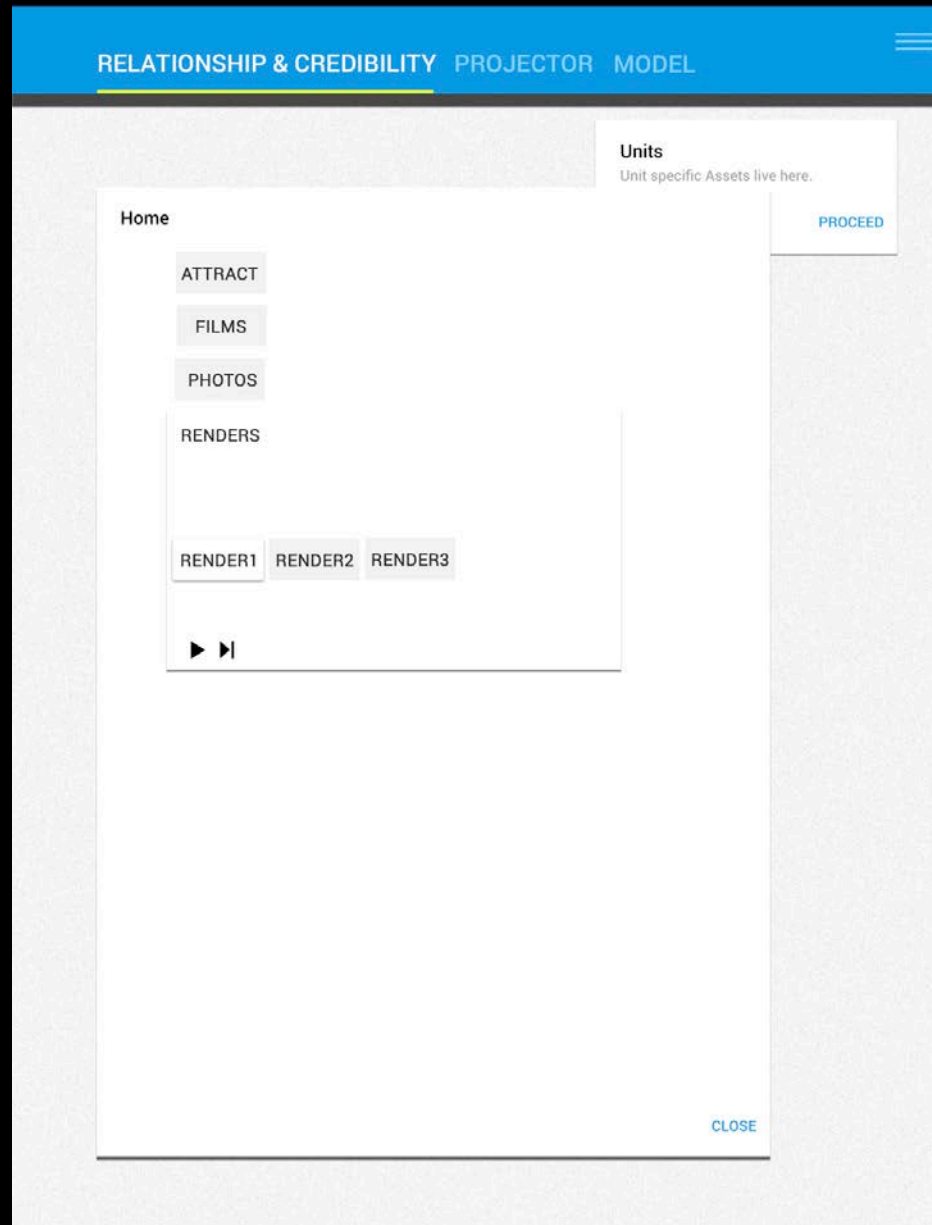 RELATIONSHIP & CREDIBILITY PROJECTOR MODEL
Units
Unit specific Assets live here.
PROCEED
Home
ATTRACT
FILMS
PHOTOS
RENDERS
RENDER1 RENDER2 RENDER3
CLOSE